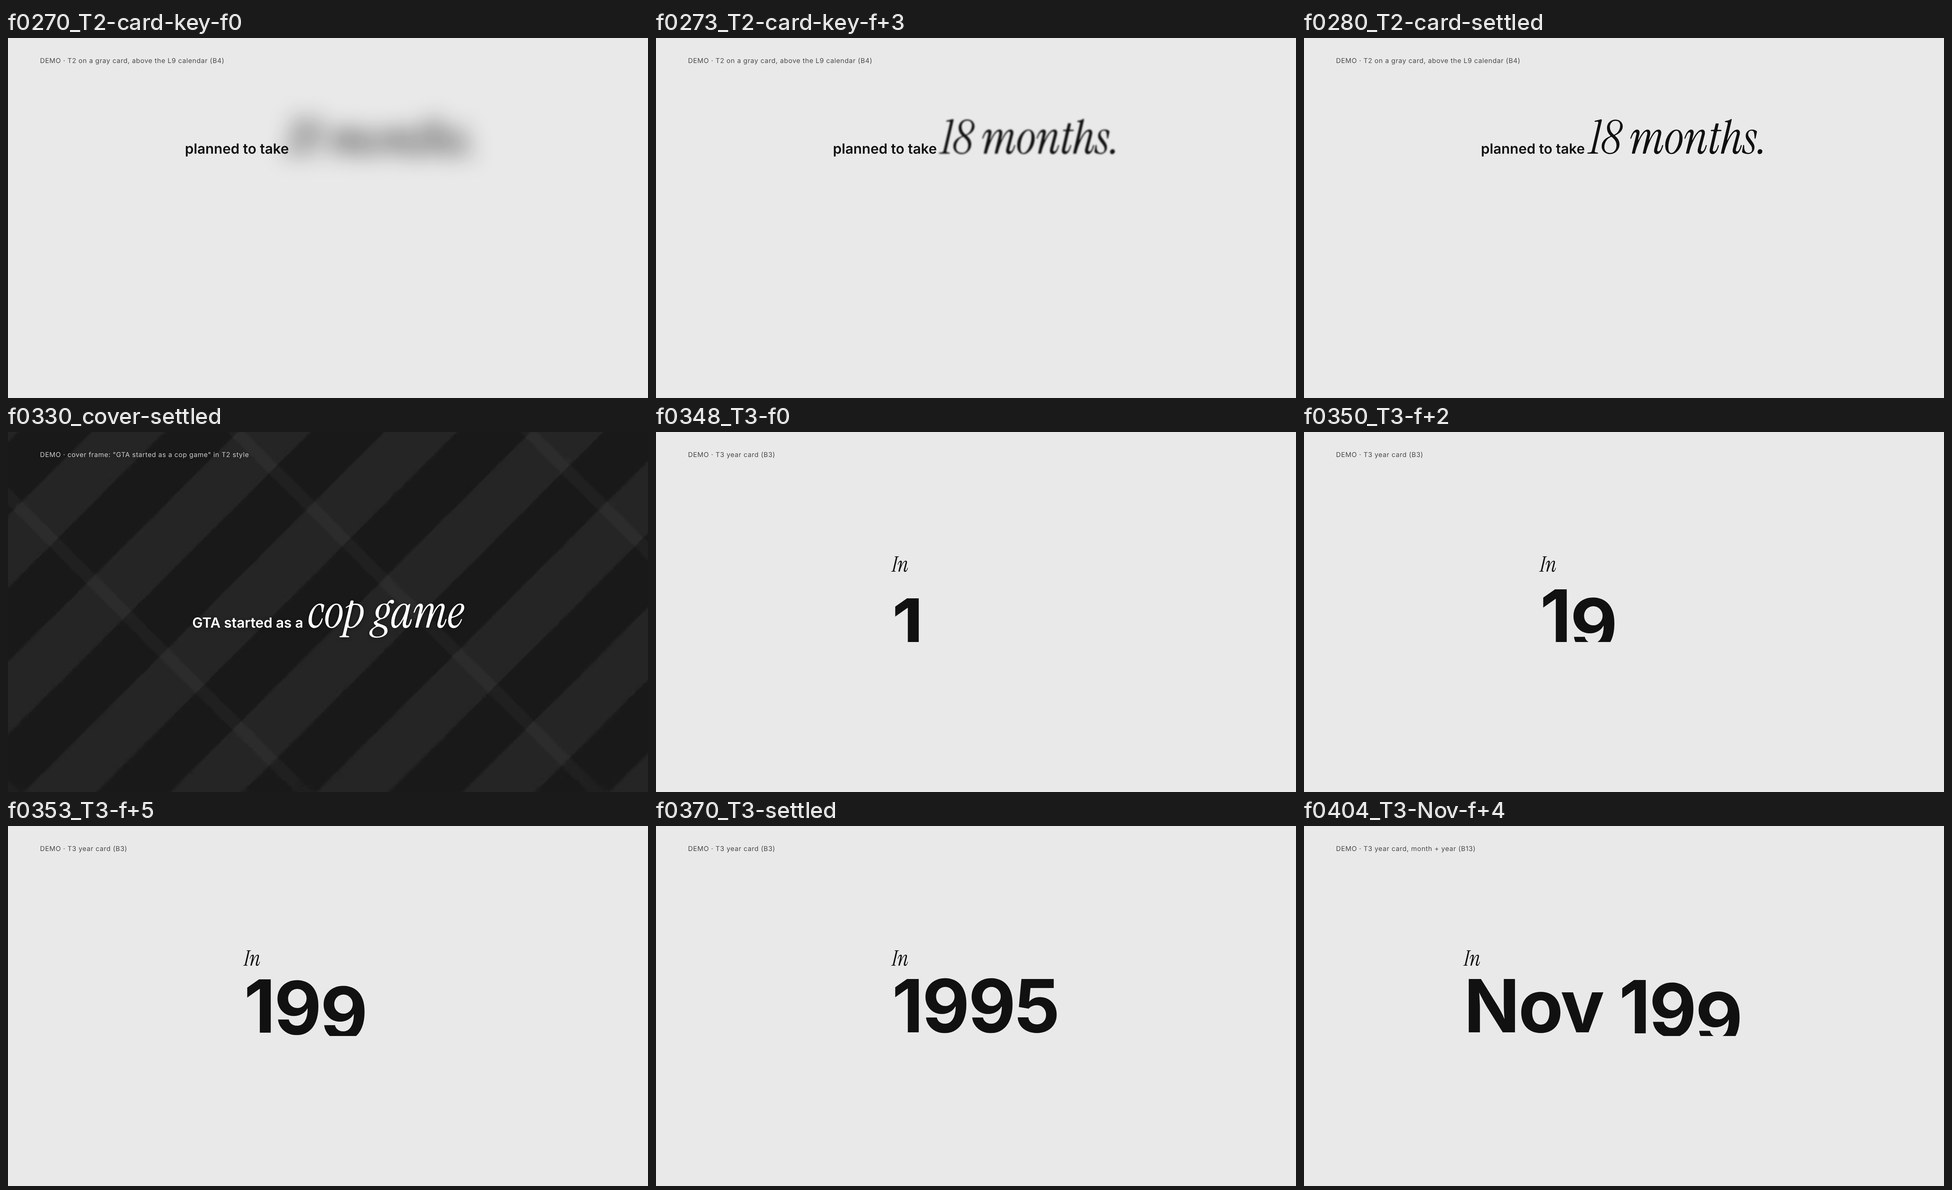 f0270_T2-card-key-f0
DEMO · T2 on a gray card, above the L9 calendar (B4)
planned to take 18 months.
f0273_T2-card-key-f+3
DEMO · T2 on a gray card, above the L9 calendar (B4)
planned to take 18 months.
f0280_T2-card-settled
DEMO · T2 on a gray card, above the L9 calendar (B4)
planned to take 18 months.
f0330_cover-settled
DEMO · cover frame: "GTA started as a cop game" in T2 style
GTA started as a cop game
f0348_T3-f0
DEMO · T3 year card (B3)
In
1
f0350_T3-f+2
DEMO · T3 year card (B3)
In
19
f0353_T3-f+5
DEMO · T3 year card (B3)
In
199
f0370_T3-settled
DEMO · T3 year card (B3)
In
1995
f0404_T3-Nov-f+4
DEMO · T3 year card, month + year (B13)
In
Nov 199